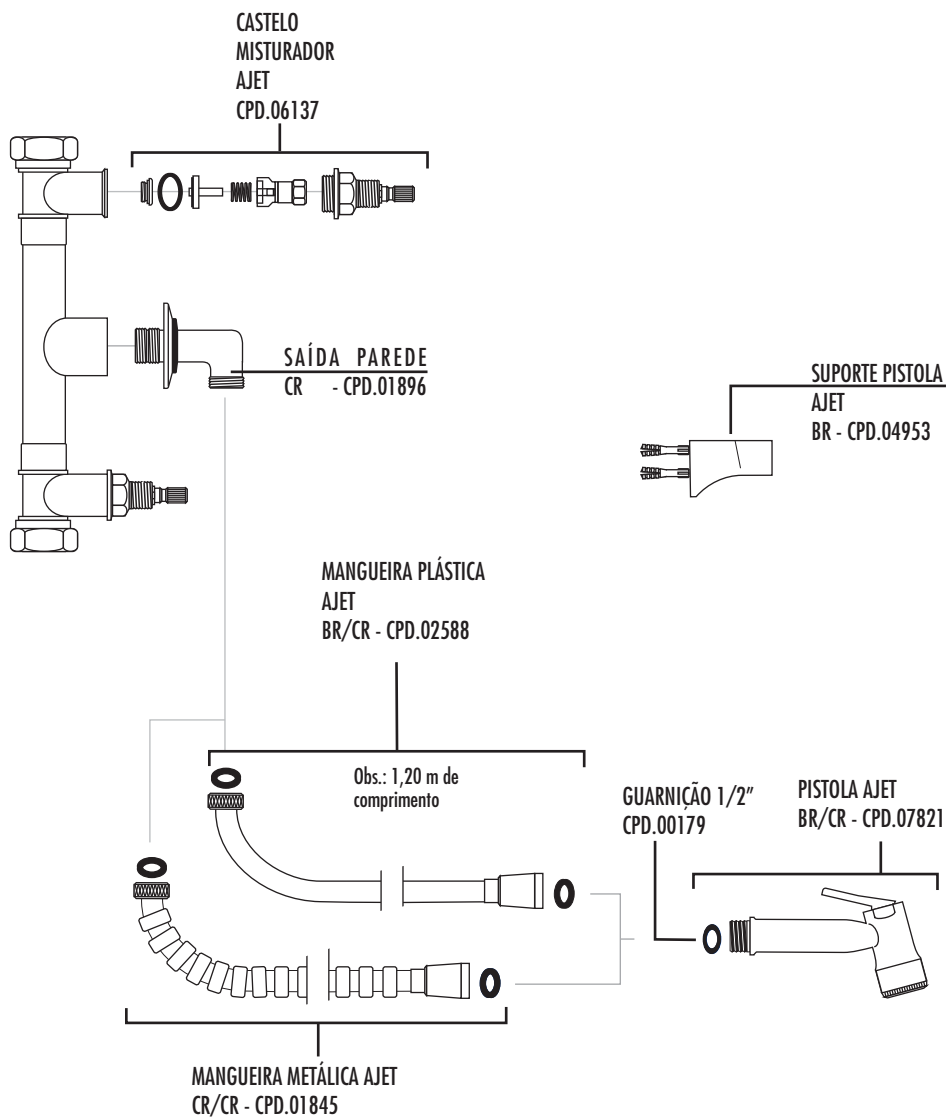 CASTELO
MISTURADOR
AJET
CPD.06137
SAÍDA PAREDE
CR - CPD.01896
SUPORTE PISTOLA
AJET
BR - CPD.04953
MANGUEIRA PLÁSTICA
AJET
BR/CR - CPD.02588
Obs.: 1,20 m de
comprimento
GUARNIÇÃO 1/2”
CPD.00179
PISTOLA AJET
BR/CR - CPD.07821
MANGUEIRA METÁLICA AJET
CR/CR - CPD.01845